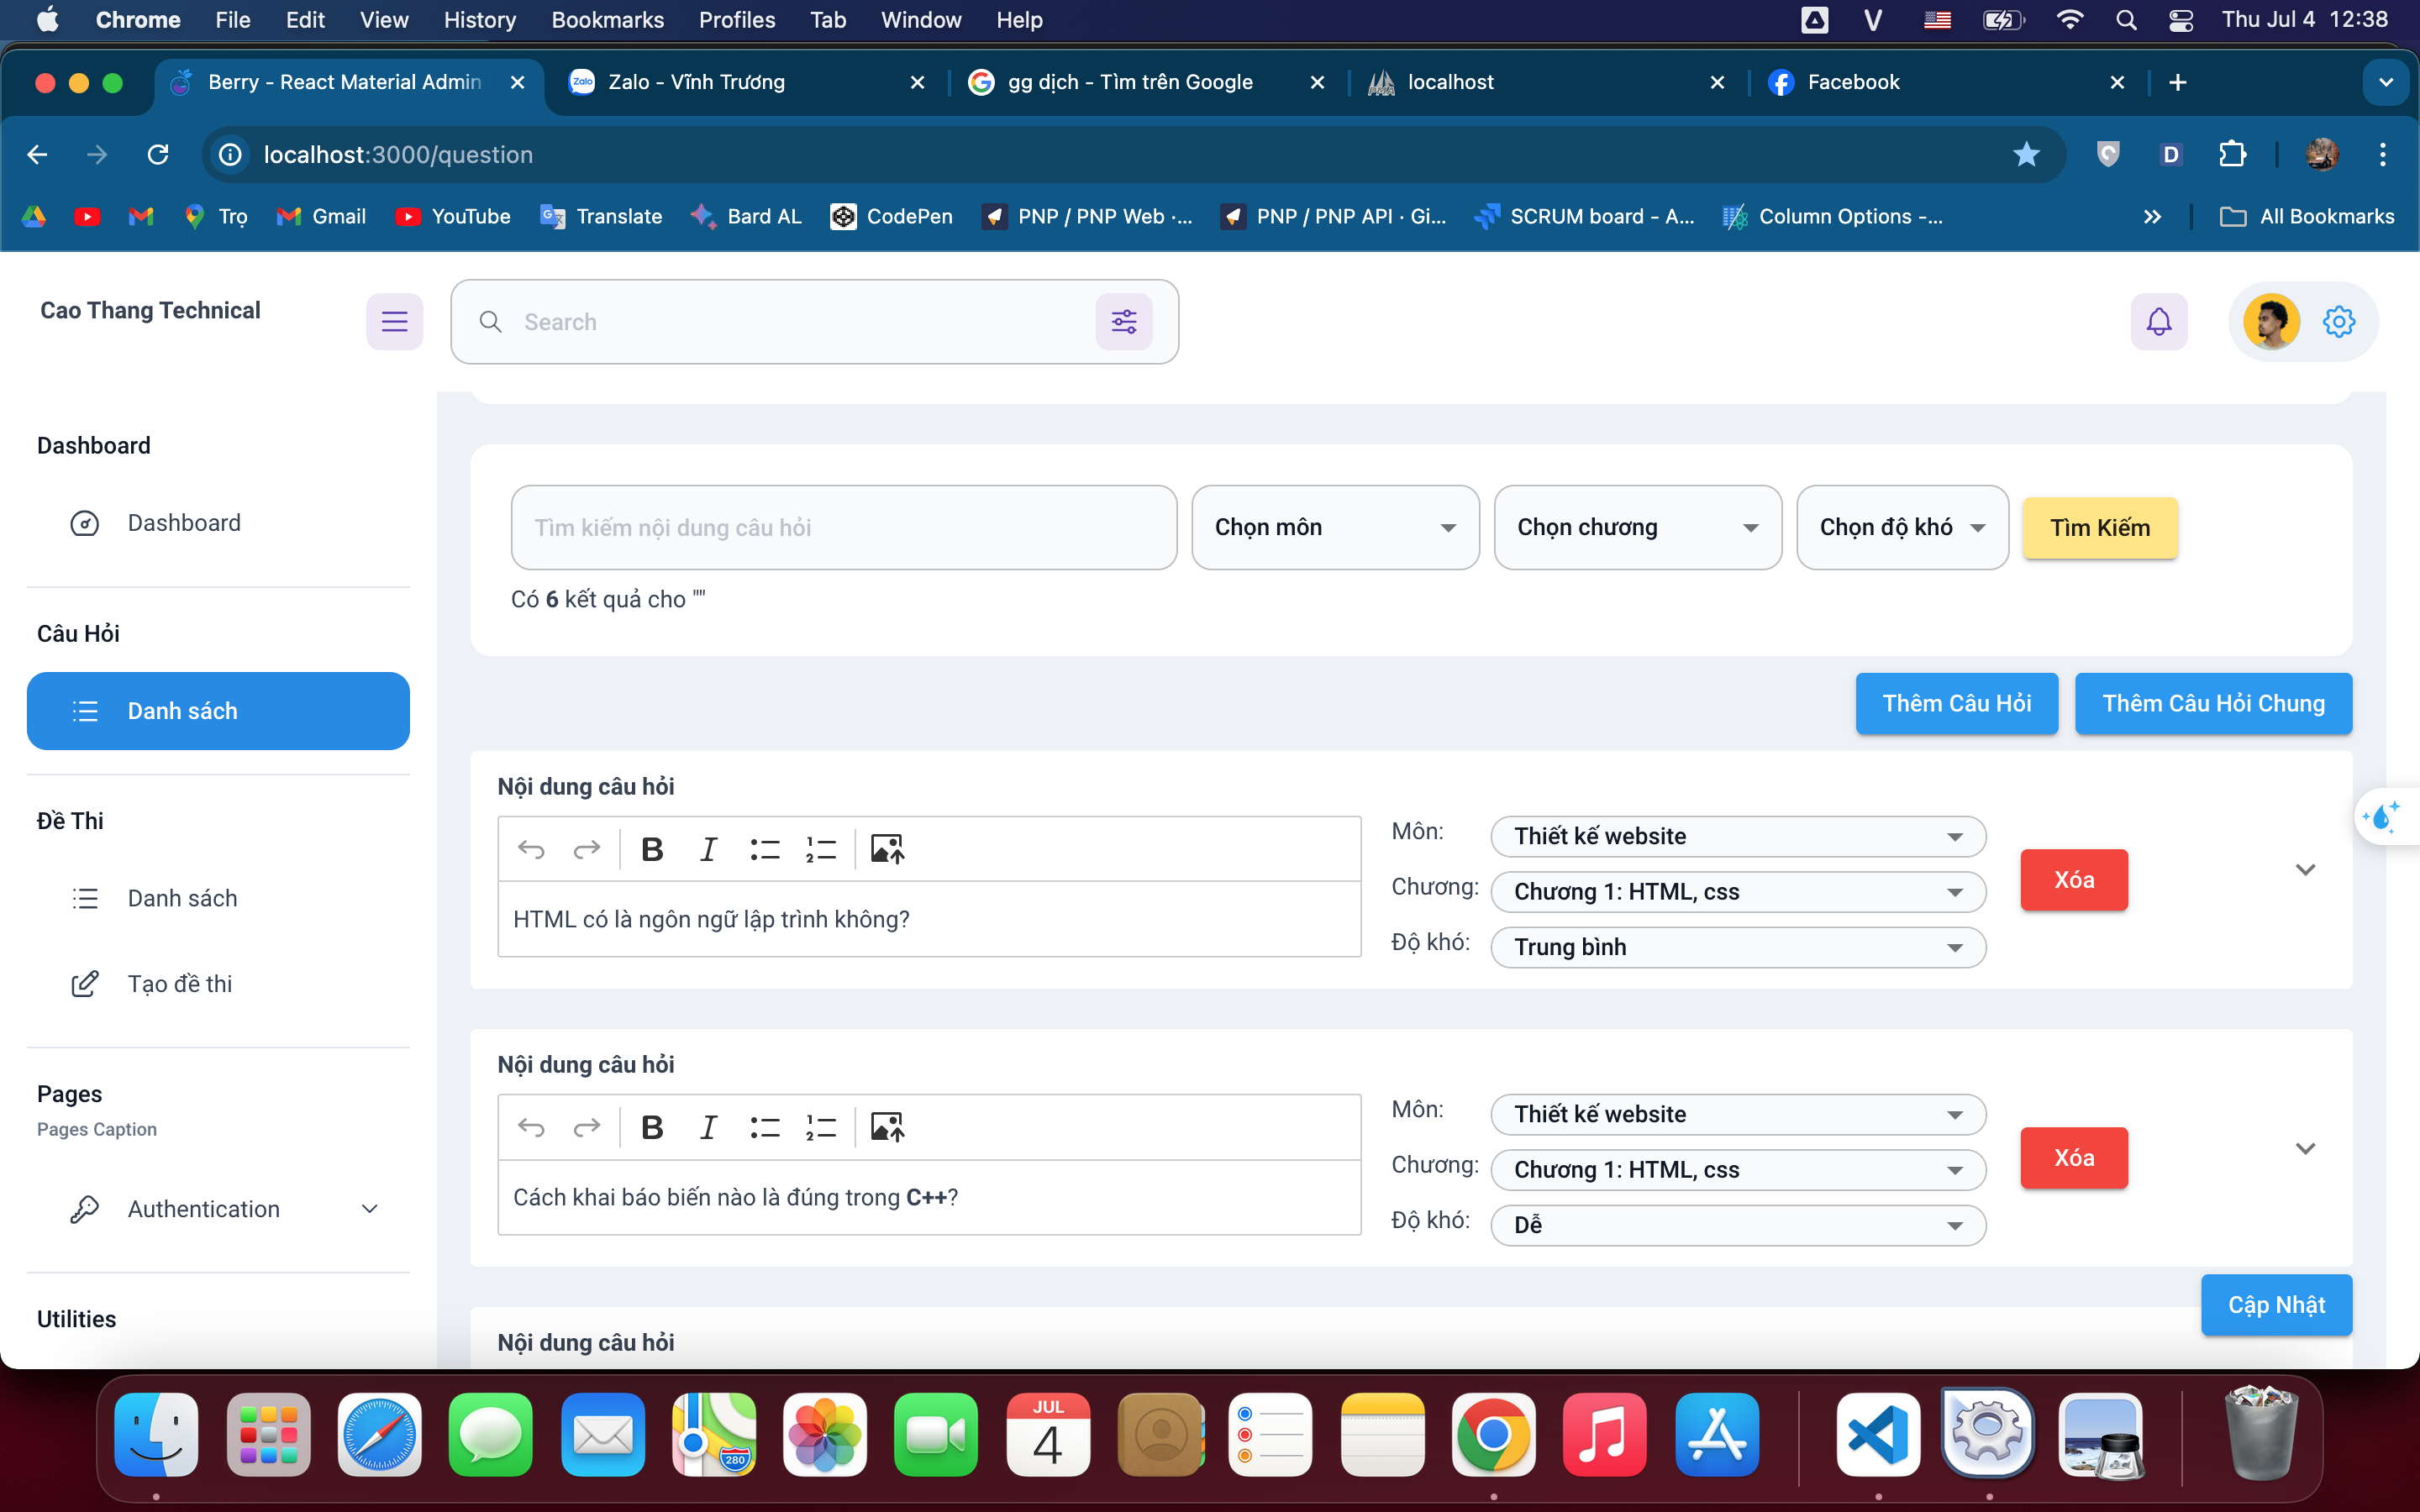 Chrome File Edit View History Bookmarks Profiles Tab Window Help V Thu Jul 4 12:38
Berry - React Material Admin Zalo Zalo - Vĩnh Trương gg dịch - Tìm trên Google PMA localhost Facebook
localhost:3000/question D
Trọ Gmail YouTube Translate Bard AL CodePen PNP / PNP Web ·... PNP / PNP API · Gi... SCRUM board - A... Column Options -... All Bookmarks
Cao Thang Technical
Search
Dashboard
Dashboard
Câu Hỏi
Danh sách
Đề Thi
Danh sách
Tạo đề thi
Pages
Pages Caption
Authentication
Utilities
Tìm kiếm nội dung câu hỏi Chọn môn Chọn chương Chọn độ khó Tìm Kiếm
Có 6 kết quả cho ""
Thêm Câu Hỏi Thêm Câu Hỏi Chung
Nội dung câu hỏi
B I
HTML có là ngôn ngữ lập trình không?
Môn: Thiết kế website
Chương: Chương 1: HTML, css
Độ khó: Trung bình
Xóa
Nội dung câu hỏi
B I
Cách khai báo biến nào là đúng trong C++?
Môn: Thiết kế website
Chương: Chương 1: HTML, css
Độ khó: Dễ
Xóa
Cập Nhật
Nội dung câu hỏi
280
JUL
4